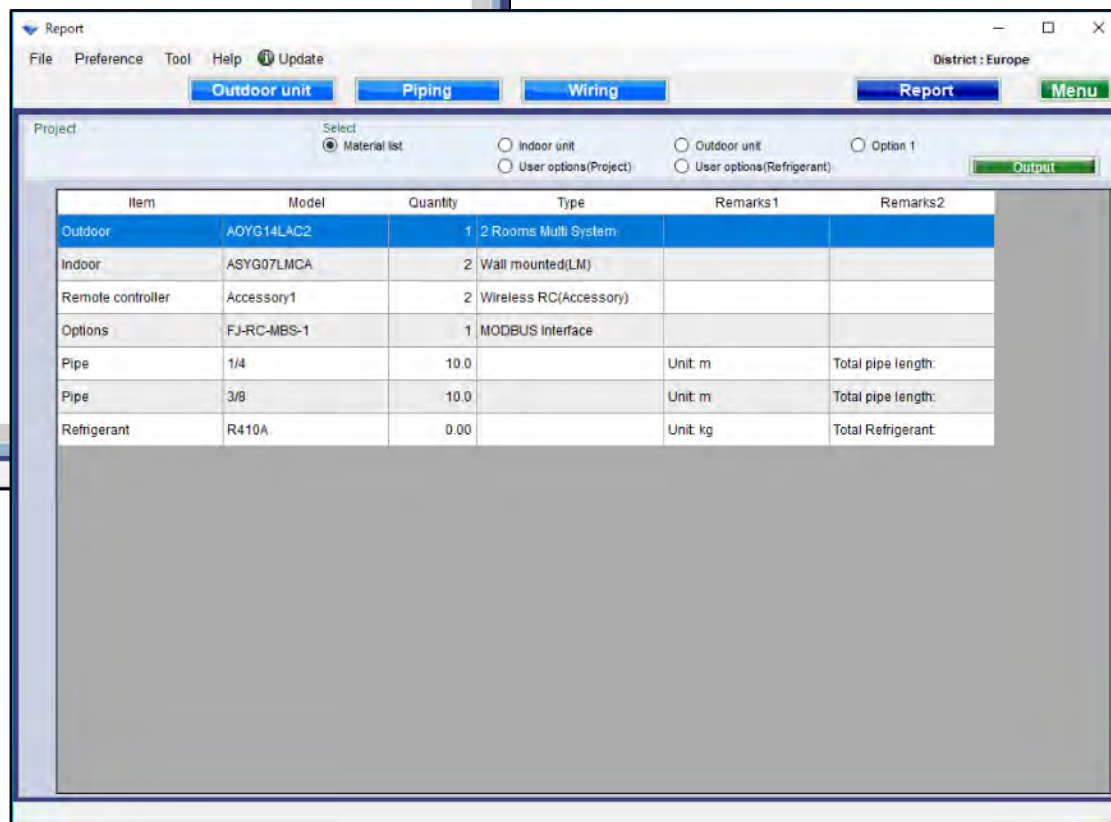 Report
File Preference Tool Help Update District : Europe
Outdoor unit Piping Wiring Report Menu
Project Select
Material list Indoor unit Outdoor unit Option 1
User options(Project) User options(Refrigerant) Output
Item Model Quantity Type Remarks1 Remarks2
Outdoor AOYG14LAC2 1 2 Rooms Multi System
Indoor ASYG07LMCA 2 Wall mounted(LM)
Remote controller Accessory1 2 Wireless RC(Accessory)
Options FJ-RC-MBS-1 1 MODBUS Interface
Pipe 1/4 10.0 Unit: m Total pipe length:
Pipe 3/8 10.0 Unit: m Total pipe length:
Refrigerant R410A 0.00 Unit: kg Total Refrigerant: